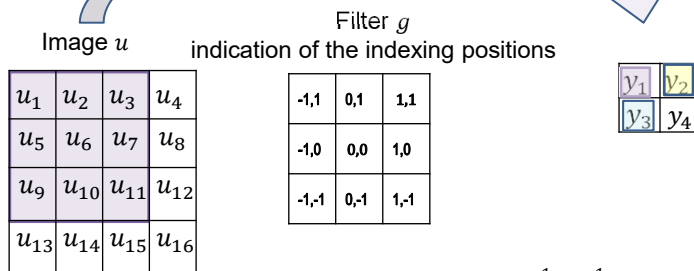 Filter g
Image u
indication of the indexing positions
u₁ u₂ u₃ u₄
u₅ u₆ u₇ u₈
u₉ u₁₀ u₁₁ u₁₂
u₁₃ u₁₄ u₁₅ u₁₆
-1,1 0,1 1,1
-1,0 0,0 1,0
-1,-1 0,-1 1,-1
y₁ y₂
y₃ y₄
1 1